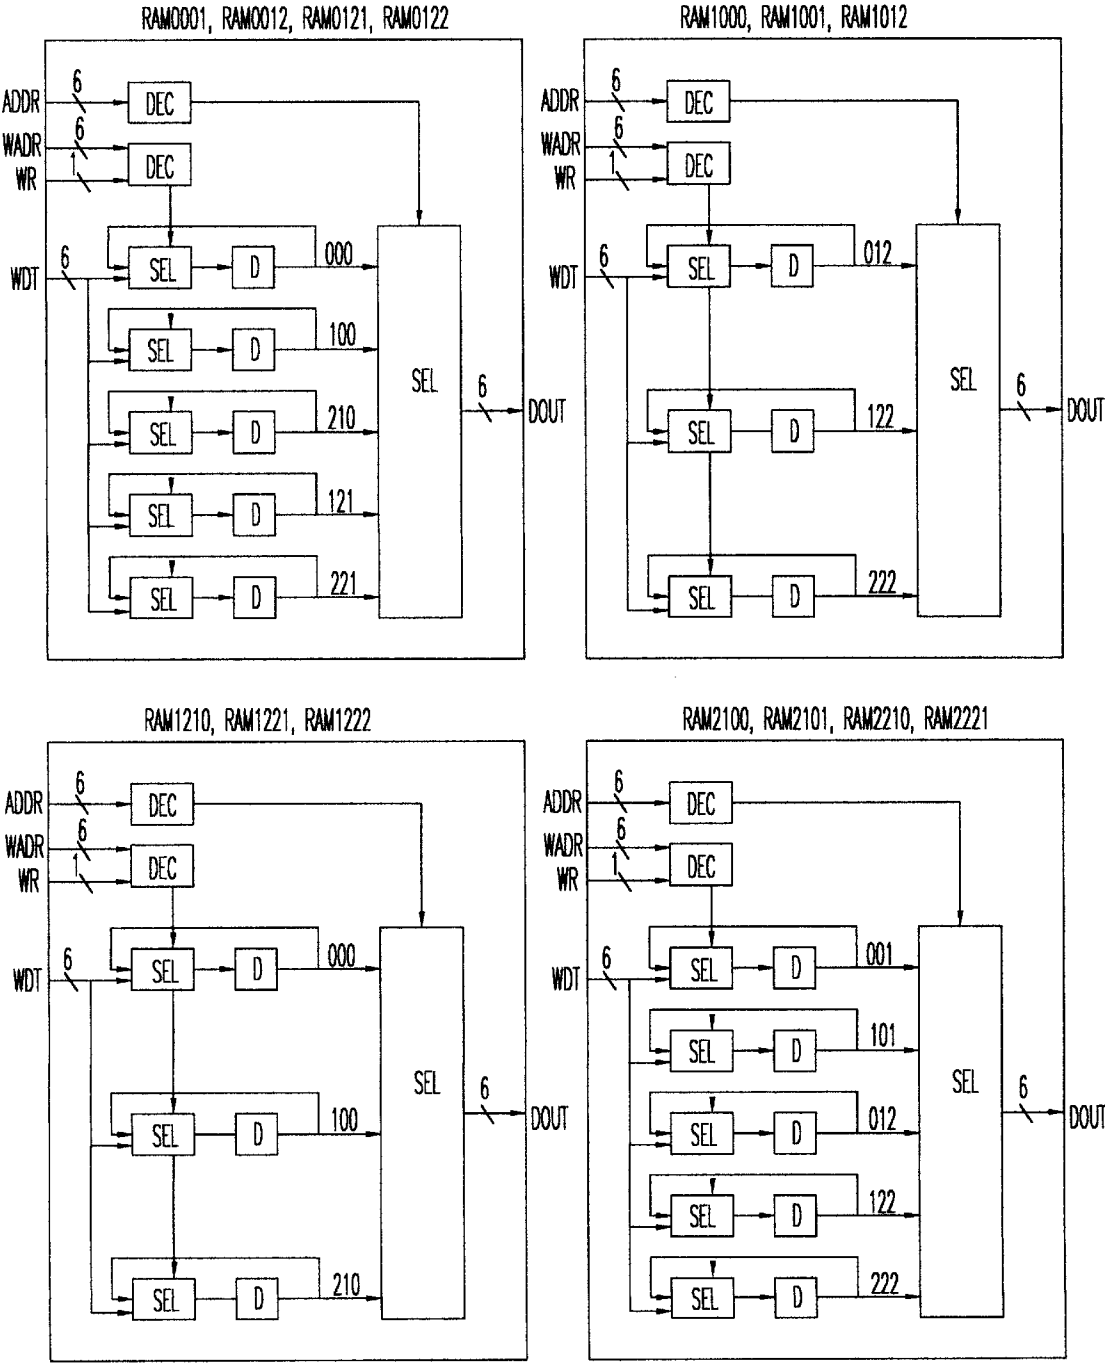 RAM0001, RAM0012, RAM0121, RAM0122
6
ADDR
DEC
WADR
6
DEC
1
WR
6
WDT
SEL
D
000
SEL
D
100
SEL
D
210
SEL
D
121
SEL
D
221
SEL
6
DOUT
RAM1000, RAM1001, RAM1012
6
ADDR
DEC
WADR
6
DEC
1
WR
6
WDT
SEL
D
012
SEL
D
122
SEL
D
222
SEL
6
DOUT
RAM1210, RAM1221, RAM1222
6
ADDR
DEC
WADR
6
DEC
1
WR
6
WDT
SEL
D
000
SEL
D
100
SEL
D
210
SEL
6
DOUT
RAM2100, RAM2101, RAM2210, RAM2221
6
ADDR
DEC
WADR
6
DEC
1
WR
6
WDT
SEL
D
001
SEL
D
101
SEL
D
012
SEL
D
122
SEL
D
222
SEL
6
DOUT